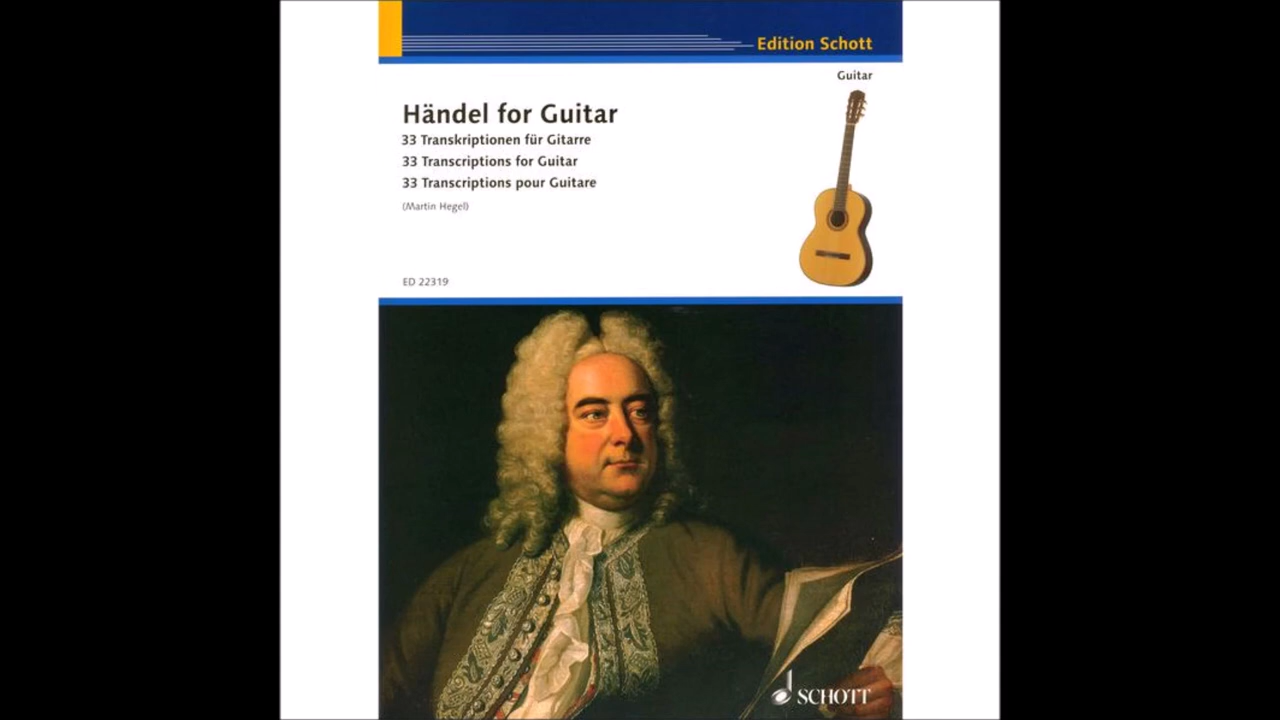 Edition Schott
Guitar
Händel for Guitar
33 Transkriptionen für Gitarre
33 Transcriptions for Guitar
33 Transcriptions pour Guitare
(Martin Hegel)
ED 22319
SCHOTT